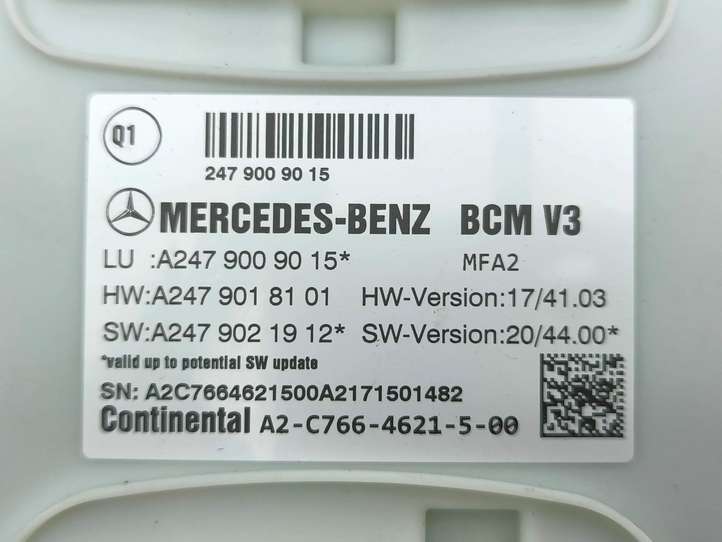 Q1
247 900 90 15
MERCEDES-BENZ BCM V3
LU :A247 900 90 15* MFA2
HW:A247 901 81 01 HW-Version:17/41.03
SW:A247 902 19 12* SW-Version:20/44.00*
*valid up to potential SW update
SN: A2C7664621500A2171501482
Continental A2-C766-4621-5-00